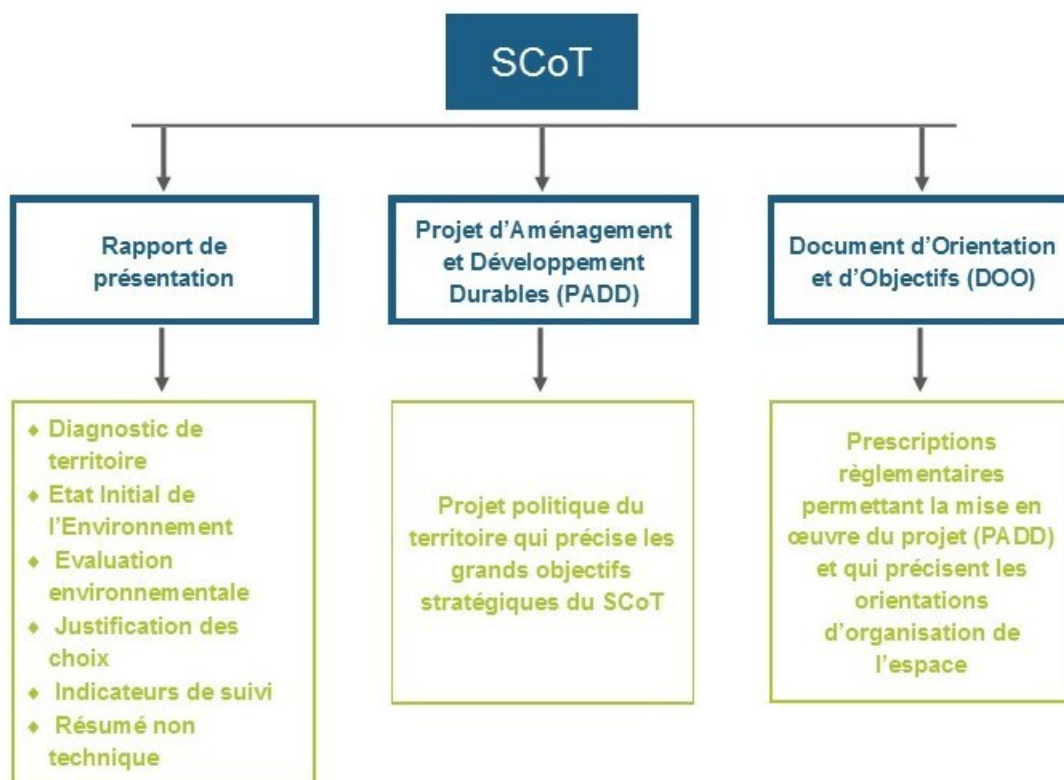 SCoT
Rapport de
présentation
Projet d'Aménagement
et Développement
Durables (PADD)
Document d'Orientation
et d'Objectifs (DOO)
♦ Diagnostic de
territoire
♦ Etat Initial de
l'Environnement
♦ Evaluation
environnementale
♦ Justification des
choix
♦ Indicateurs de suivi
♦ Résumé non
technique
Projet politique du
territoire qui précise les
grands objectifs
stratégiques du SCoT
Prescriptions
règlementaires
permettant la mise en
œuvre du projet (PADD)
et qui précisent les
orientations
d'organisation de
l'espace